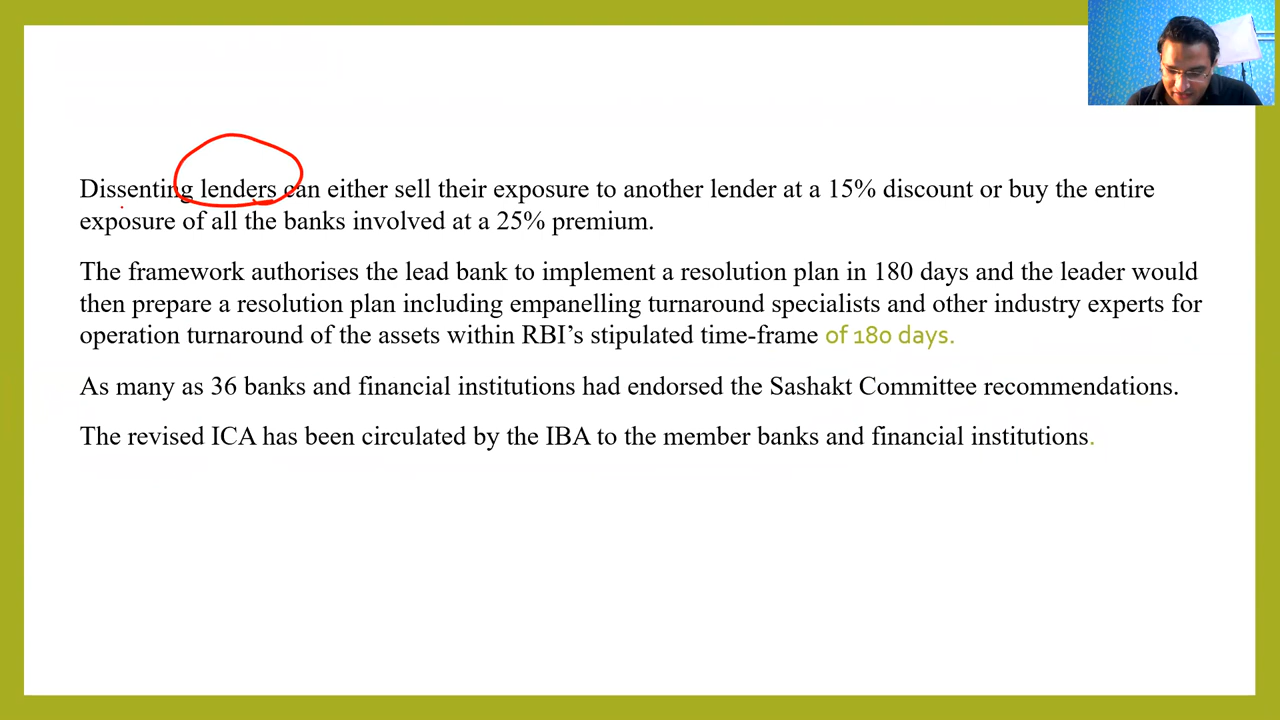 Dissenting lenders can either sell their exposure to another lender at a 15% discount or buy the entire
exposure of all the banks involved at a 25% premium.
The framework authorises the lead bank to implement a resolution plan in 180 days and the leader would
then prepare a resolution plan including empanelling turnaround specialists and other industry experts for
operation turnaround of the assets within RBI’s stipulated time-frame of 180 days.
As many as 36 banks and financial institutions had endorsed the Sashakt Committee recommendations.
The revised ICA has been circulated by the IBA to the member banks and financial institutions.